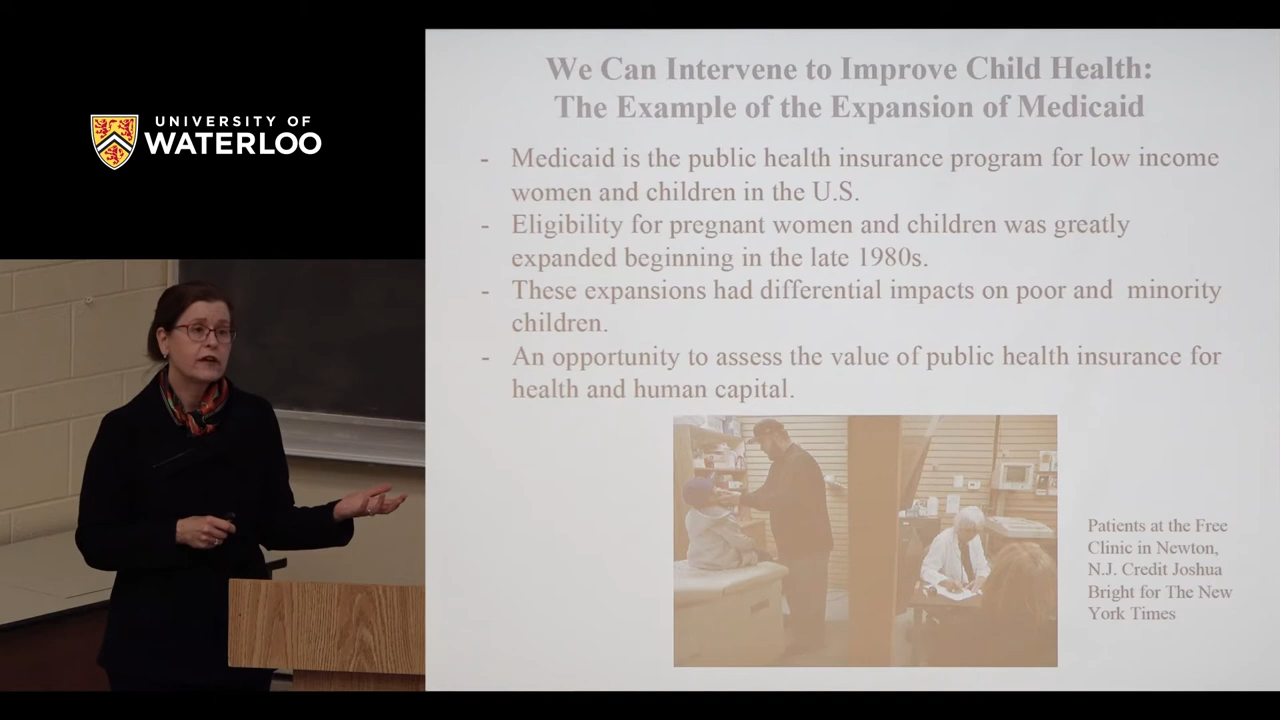 UNIVERSITY OF
WATERLOO
We Can Intervene to Improve Child Health:
The Example of the Expansion of Medicaid
- Medicaid is the public health insurance program for low income
women and children in the U.S.
- Eligibility for pregnant women and children was greatly
expanded beginning in the late 1980s.
- These expansions had differential impacts on poor and minority
children.
- An opportunity to assess the value of public health insurance for
health and human capital.
Patients at the Free
Clinic in Newton,
N.J. Credit Joshua
Bright for The New
York Times